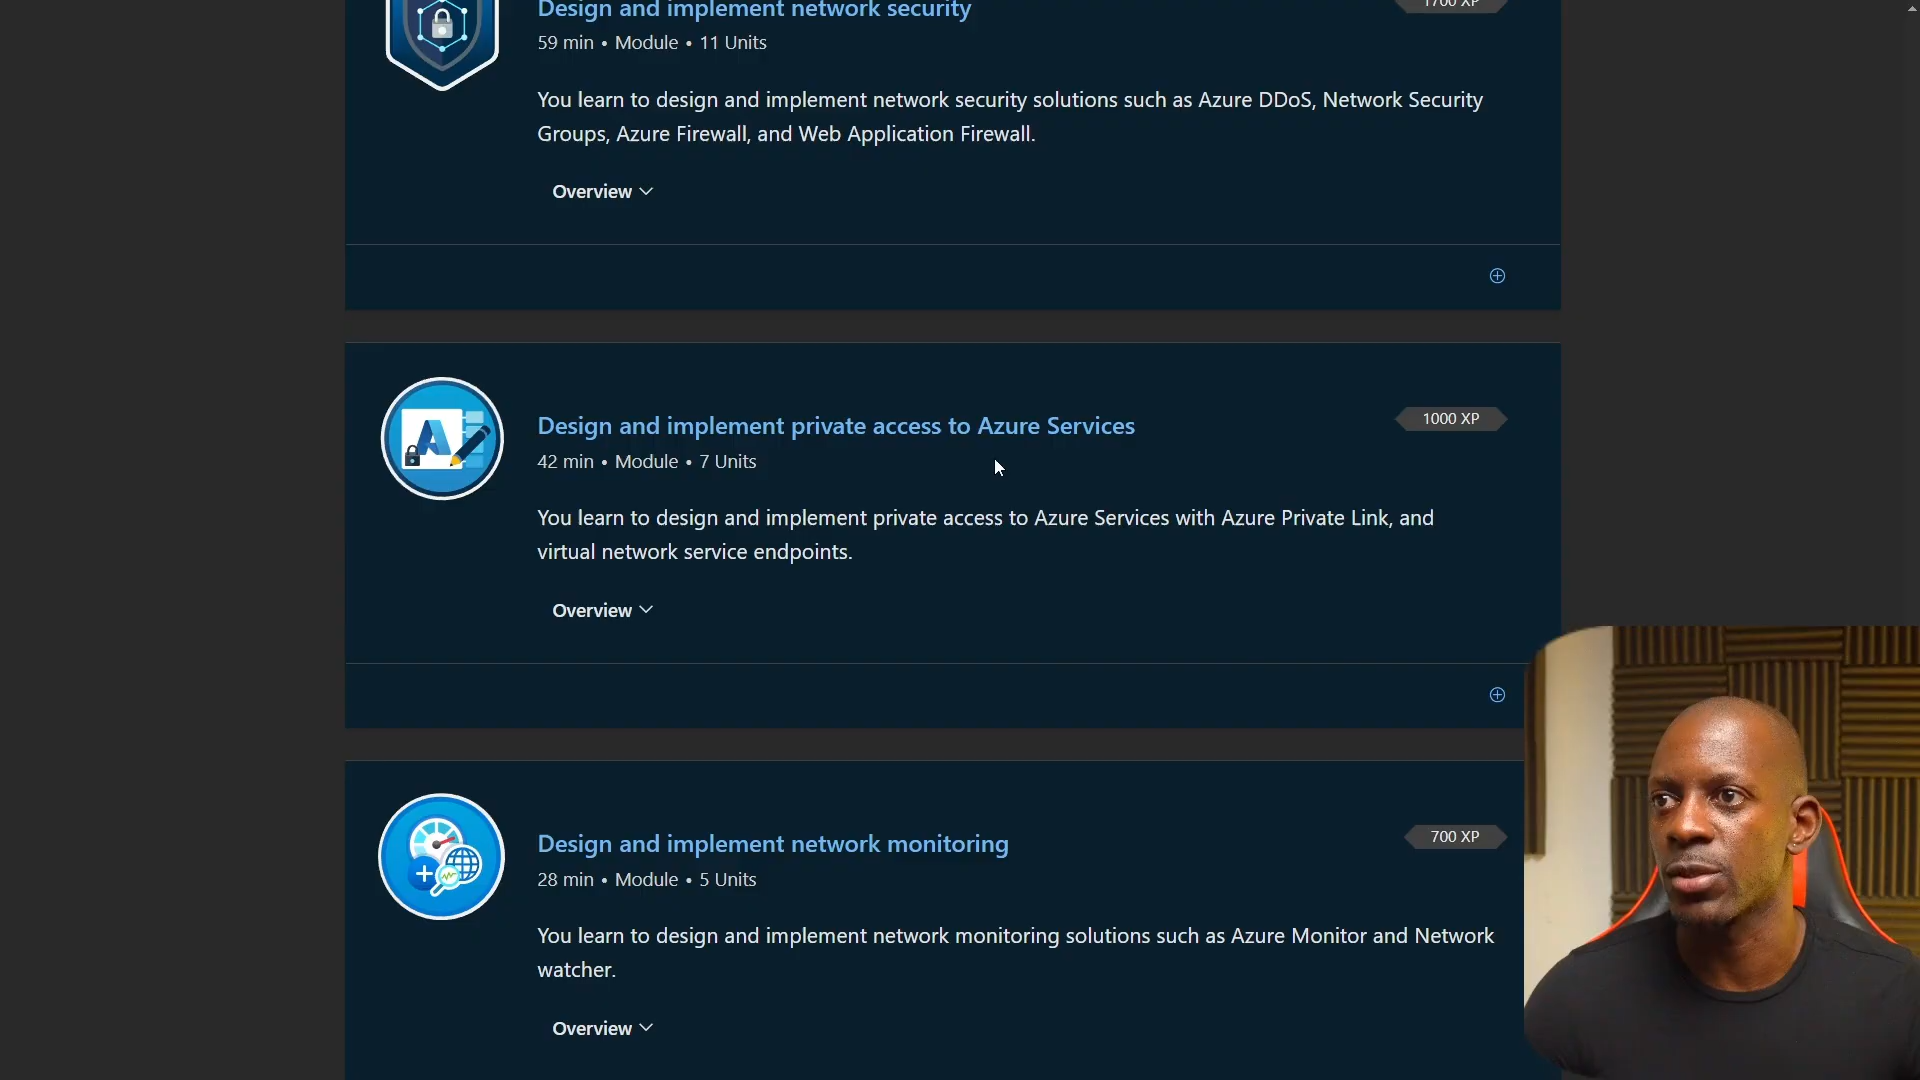 Design and implement network security
1700 XP
59 min • Module • 11 Units
You learn to design and implement network security solutions such as Azure DDoS, Network Security
Groups, Azure Firewall, and Web Application Firewall.
Overview
Design and implement private access to Azure Services
1000 XP
42 min • Module • 7 Units
You learn to design and implement private access to Azure Services with Azure Private Link, and
virtual network service endpoints.
Overview
Design and implement network monitoring
700 XP
28 min • Module • 5 Units
You learn to design and implement network monitoring solutions such as Azure Monitor and Network
watcher.
Overview